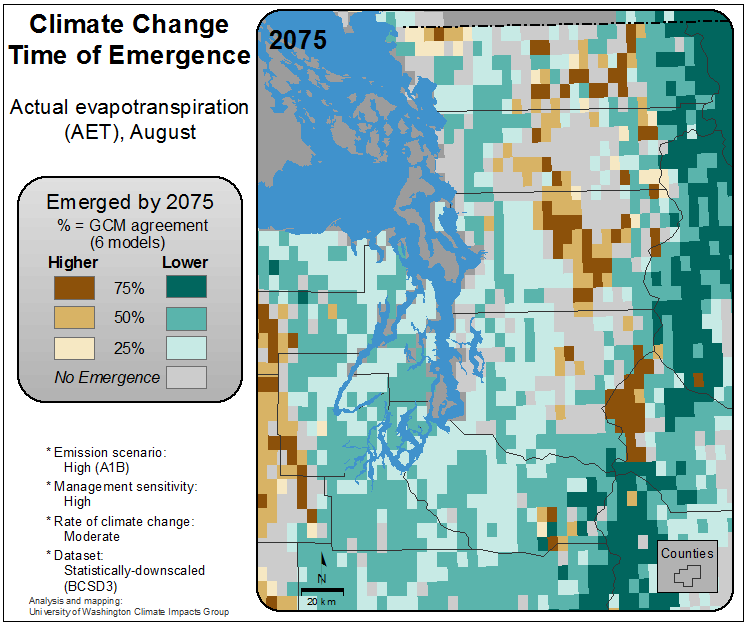 Climate Change
Time of Emergence
Actual evapotranspiration
(AET), August
Emerged by 2075
% = GCM agreement
(6 models)
Higher Lower
75%
50%
25%
No Emergence
* Emission scenario:
High (A1B)
* Management sensitivity:
High
* Rate of climate change:
Moderate
* Dataset:
Statistically-downscaled
(BCSD3)
Analysis and mapping:
University of Washington Climate Impacts Group
2075
N
20 km
Counties